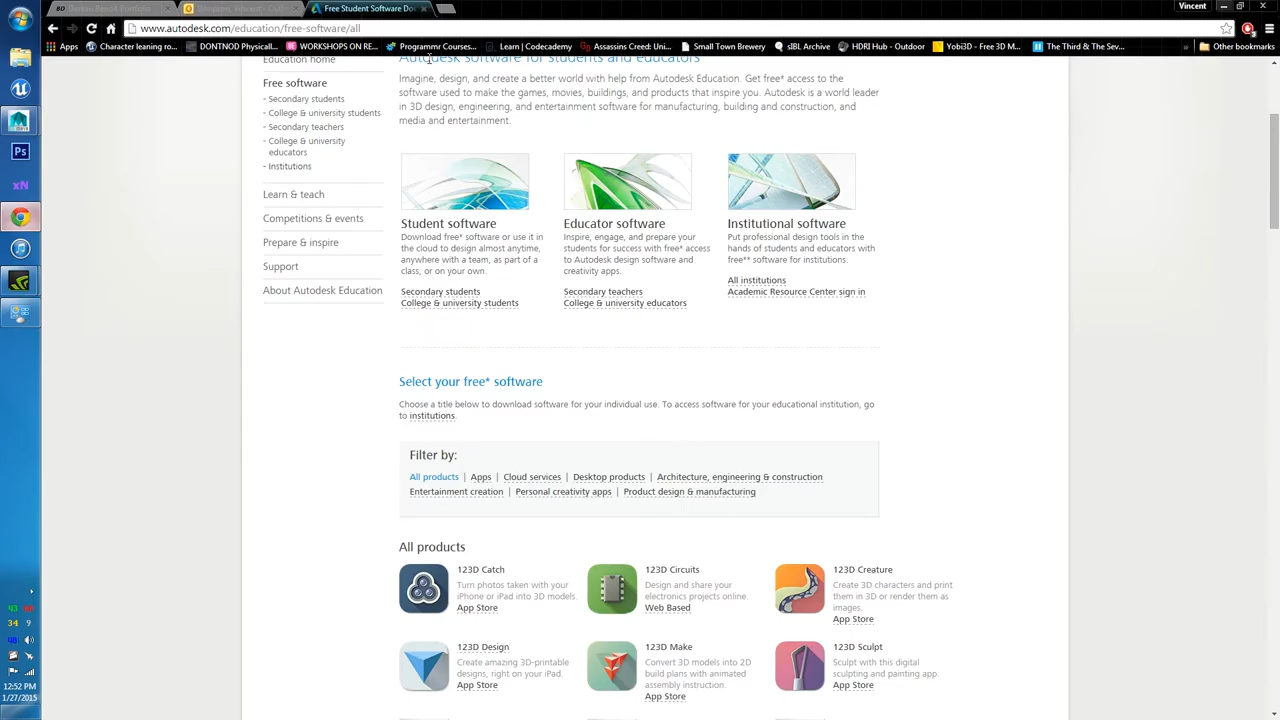 Free Student Software Do
Vincent
www.autodesk.com/education/free-software/all
Apps
Character leaning ro...
DONTNOD Physicall...
WORKSHOPS ON RE...
Programmr Courses...
Learn | Codecademy
Assassins Creed: Uni...
Small Town Brewery
sIBL Archive
HDRI Hub - Outdoor
Yobi3D - Free 3D M...
The Third & The Sev...
»
Other bookmarks
Education home
Free software
- Secondary students
- College & university students
- Secondary teachers
- College & university
educators
- Institutions
Learn & teach
Competitions & events
Prepare & inspire
Support
About Autodesk Education
Autodesk software for students and educators
Imagine, design, and create a better world with help from Autodesk Education. Get free* access to the
software used to make the games, movies, buildings, and products that inspire you. Autodesk is a world leader
in 3D design, engineering, and entertainment software for manufacturing, building and construction, and
media and entertainment.
Student software
Download free* software or use it in
the cloud to design almost anytime,
anywhere with a team, as part of a
class, or on your own.
Secondary students
College & university students
Educator software
Inspire, engage, and prepare your
students for success with free* access
to Autodesk design software and
creativity apps.
Secondary teachers
College & university educators
Institutional software
Put professional design tools in the
hands of students and educators with
free** software for institutions.
All institutions
Academic Resource Center sign in
Select your free* software
Choose a title below to download software for your individual use. To access software for your educational institution, go
to institutions.
Filter by:
All products | Apps | Cloud services | Desktop products | Architecture, engineering & construction
Entertainment creation | Personal creativity apps | Product design & manufacturing
All products
123D Catch
Turn photos taken with your
iPhone or iPad into 3D models.
App Store
123D Circuits
Design and share your
electronics projects online.
Web Based
123D Creature
Create 3D characters and print
them in 3D or render them as
images.
App Store
123D Design
Create amazing 3D-printable
designs, right on your iPad.
App Store
123D Make
Convert 3D models into 2D
build plans with animated
assembly instruction.
App Store
123D Sculpt
Sculpt with this digital
sculpting and painting app.
App Store
Ps
xN
34 9
12:52 PM
1/27/2015